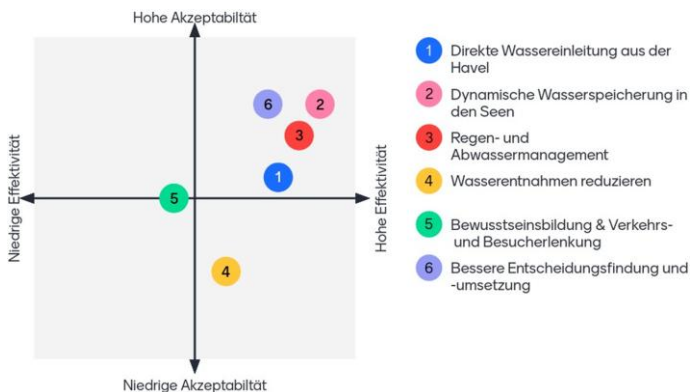 Hohe Akzeptabiltät
Niedrige Effektivität
Hohe Effektivität
Niedrige Akzeptabiltät
6
2
3
1
5
4
1 Direkte Wassereinleitung aus der
Havel
2 Dynamische Wasserspeicherung in
den Seen
3 Regen- und
Abwassermanagement
4 Wasserentnahmen reduzieren
5 Bewusstseinsbildung & Verkehrs-
und Besucherlenkung
6 Bessere Entscheidungsfindung und
-umsetzung